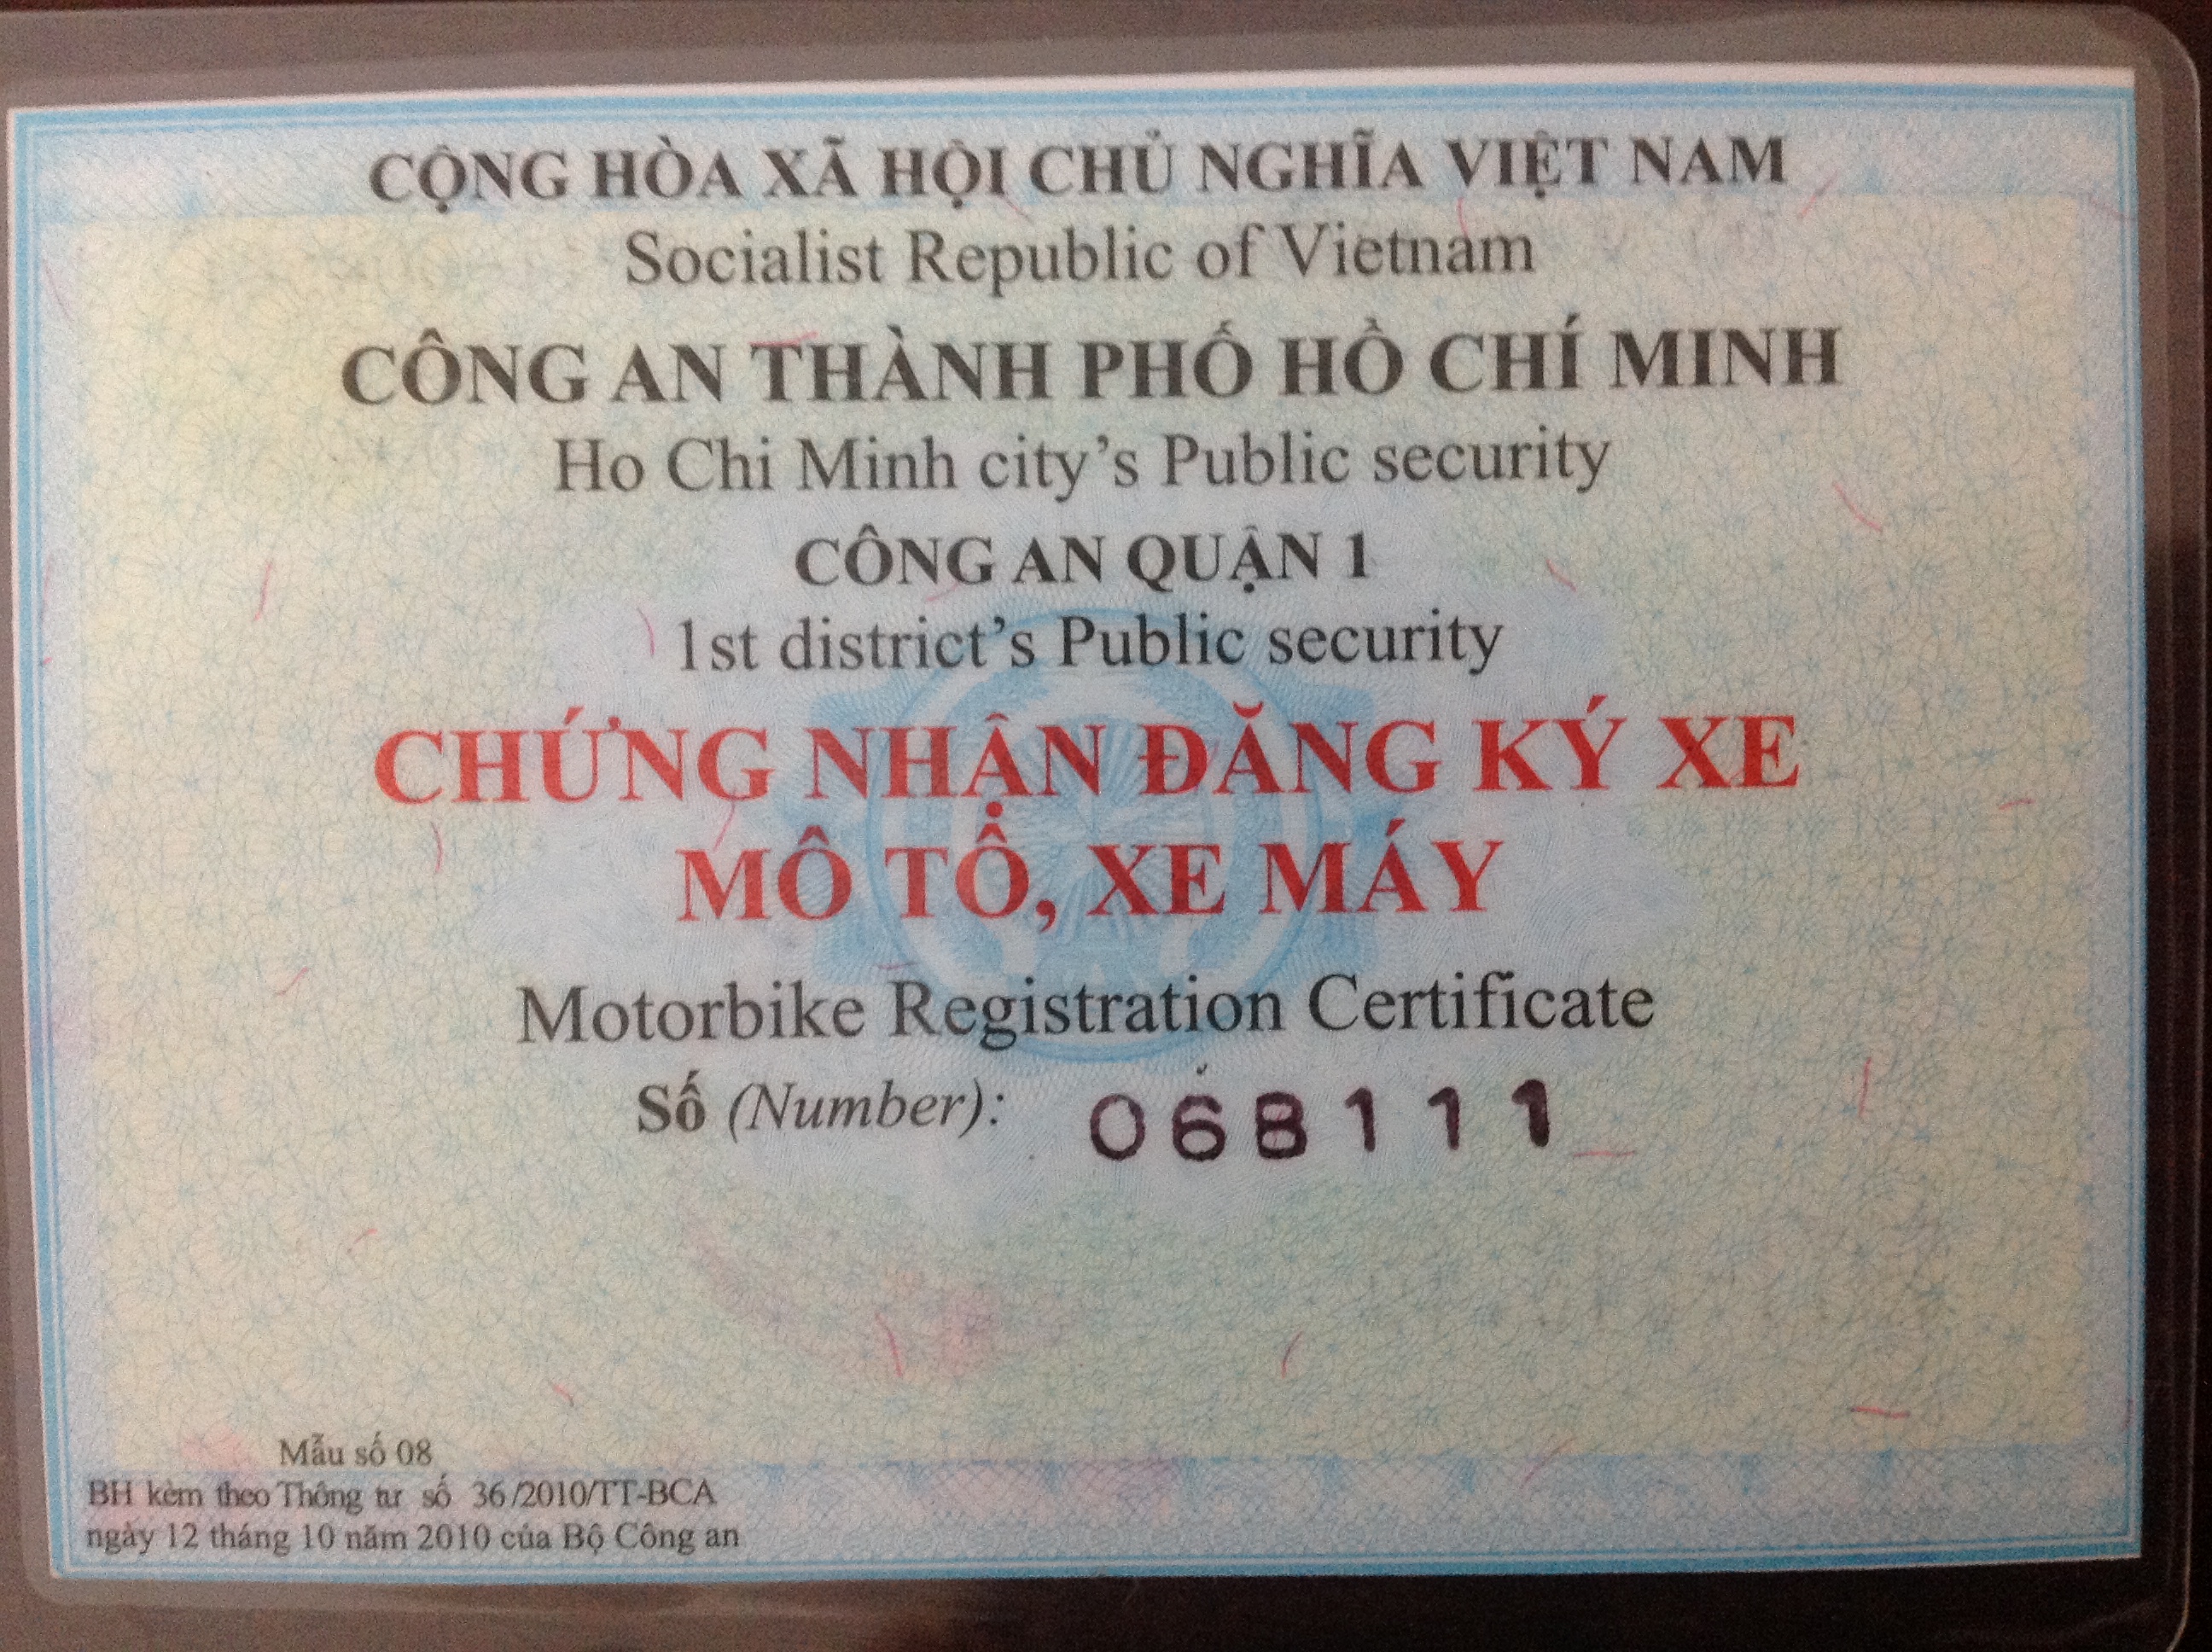 CỘNG HÒA XÃ HỘI CHỦ NGHĨA VIỆT NAM
Socialist Republic of Vietnam
CÔNG AN THÀNH PHỐ HỒ CHÍ MINH
Ho Chi Minh city's Public security
CÔNG AN QUẬN 1
1st district's Public security
CHỨNG NHẬN ĐĂNG KÝ XE
MÔ TÔ, XE MÁY
Motorbike Registration Certificate
Số (Number): 068111
Mẫu số 08
BH kèm theo Thông tư số 36/2010/TT-BCA
ngày 12 tháng 10 năm 2010 của Bộ Công an